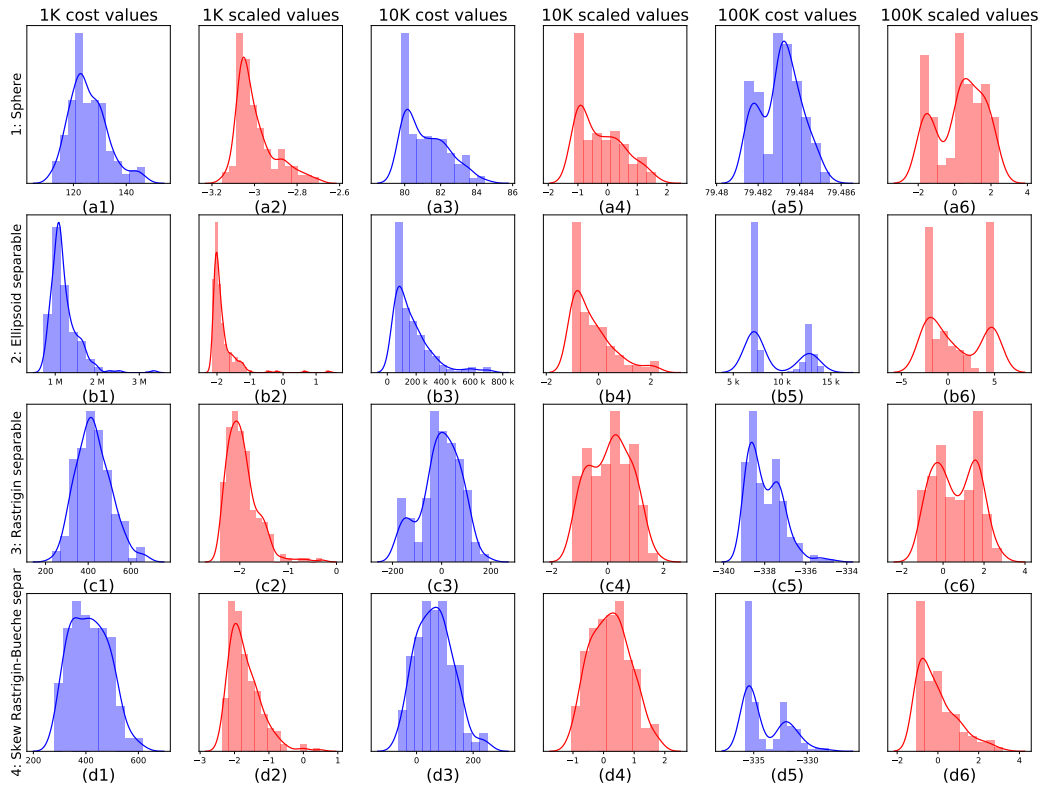 1K cost values 1K scaled values 10K cost values 10K scaled values 100K cost values 100K scaled values
1: Sphere
120 140 −3.2 −3 −2.8 −2.6 80 82 84 86 −2 −1 0 1 2 79.48 79.482 79.484 79.486 −2 0 2 4
(a1) (a2) (a3) (a4) (a5) (a6)
2: Ellipsoid separable
1 M 2 M 3 M −2 −1 0 1 0 200 k 400 k 600 k 800 k −2 0 2 5 k 10 k 15 k −5 0 5
(b1) (b2) (b3) (b4) (b5) (b6)
3: Rastrigin separable
200 400 600 −2 −1 0 −200 0 200 −2 0 2 −340 −338 −336 −334 −2 0 2 4
(c1) (c2) (c3) (c4) (c5) (c6)
4: Skew Rastrigin-Bueche separ
200 400 600 −3 −2 −1 0 1 0 200 −1 0 1 2 −335 −330 −2 0 2 4
(d1) (d2) (d3) (d4) (d5) (d6)